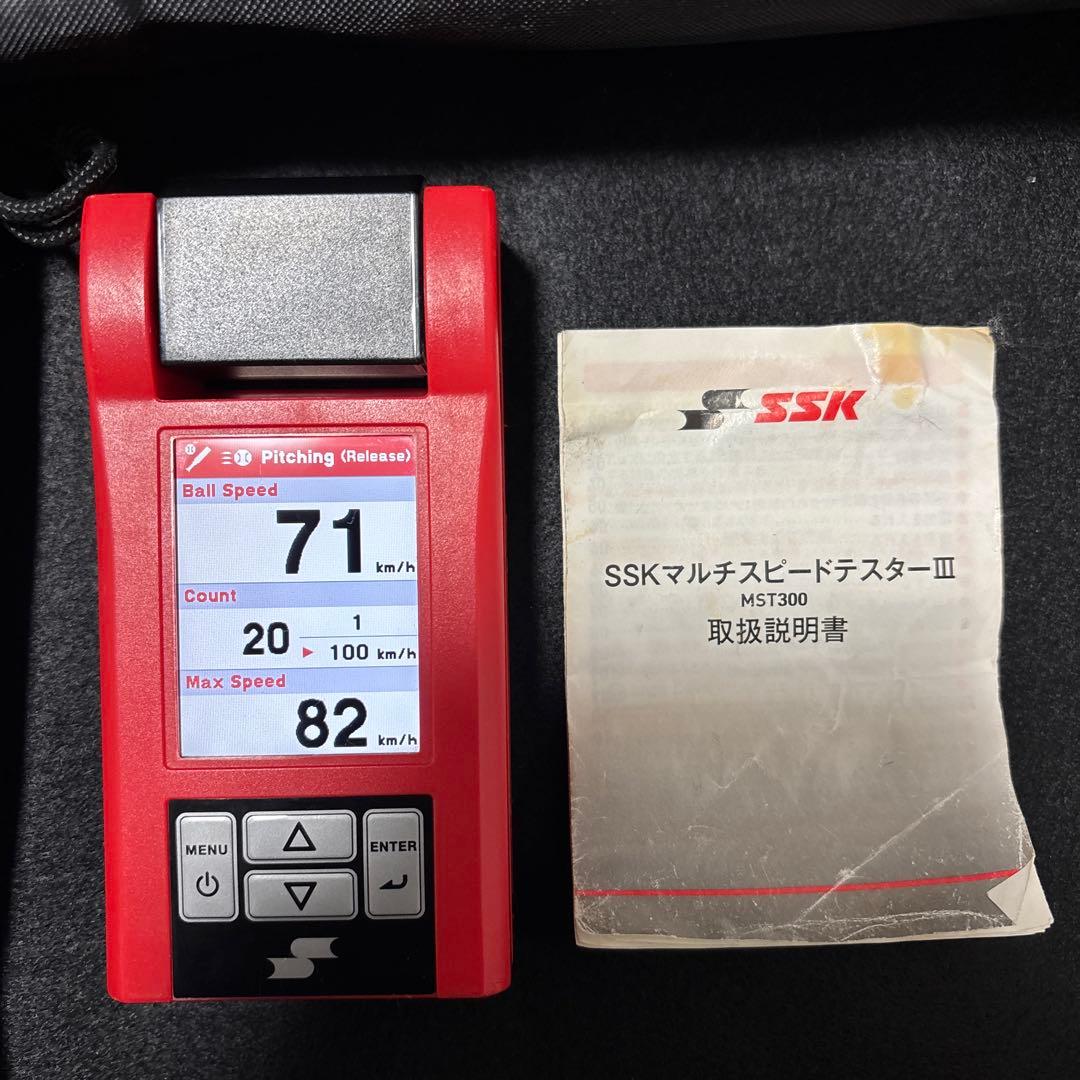 Pitching (Release)
Ball Speed
71 km/h
Count
20 ▶ 1
100 km/h
Max Speed
82 km/h
MENU
ENTER
SSK
SSKマルチスピードテスターⅢ
MST300
取扱説明書